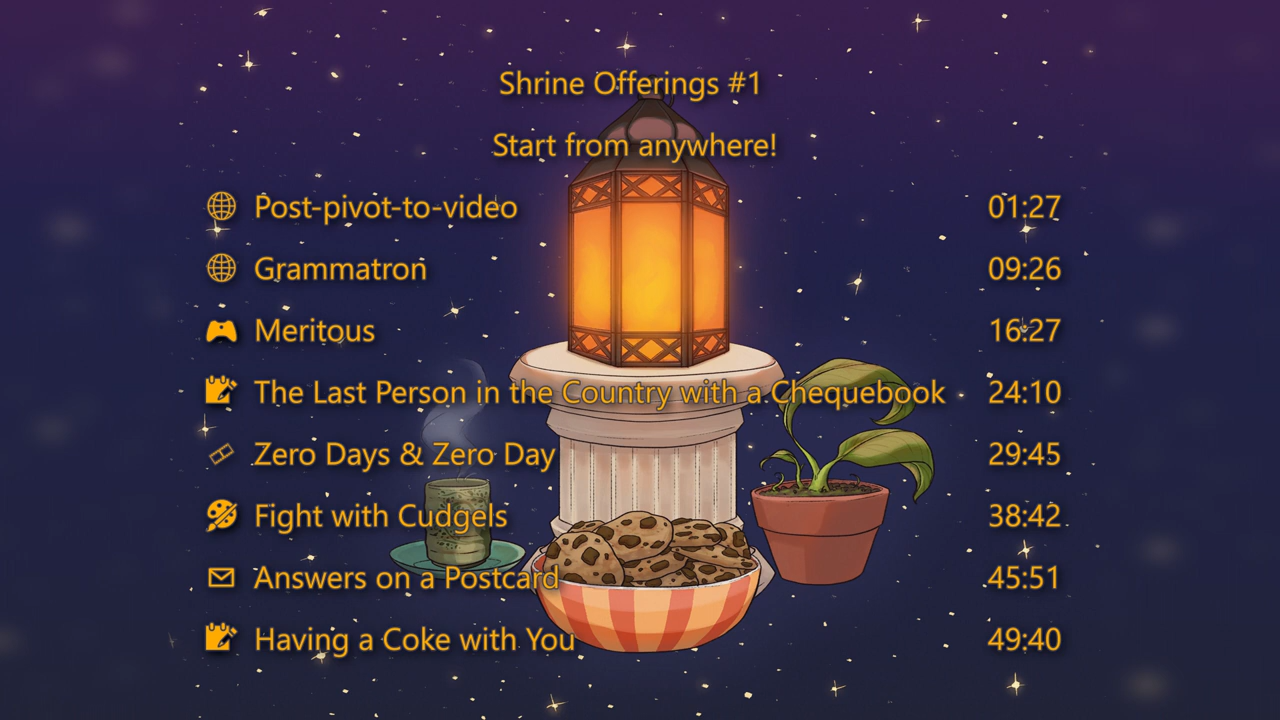 Shrine Offerings #1
Start from anywhere!
Post-pivot-to-video 01:27
Grammatron 09:26
Meritous 16:27
The Last Person in the Country with a Chequebook 24:10
Zero Days & Zero Day 29:45
Fight with Cudgels 38:42
Answers on a Postcard 45:51
Having a Coke with You 49:40